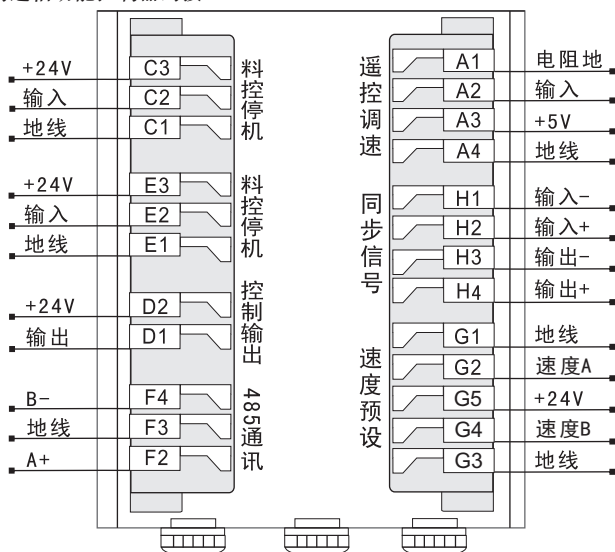 +24V C3
输入 C2
地线 C1
料控停机
+24V E3
输入 E2
地线 E1
料控停机
+24V D2
输出 D1
控制输出
B- F4
地线 F3
A+ F2
485通讯
遥控调速
A1 电阻地
A2 输入
A3 +5V
A4 地线
同步信号
H1 输入-
H2 输入+
H3 输出-
H4 输出+
速度预设
G1 地线
G2 速度A
G5 +24V
G4 速度B
G3 地线